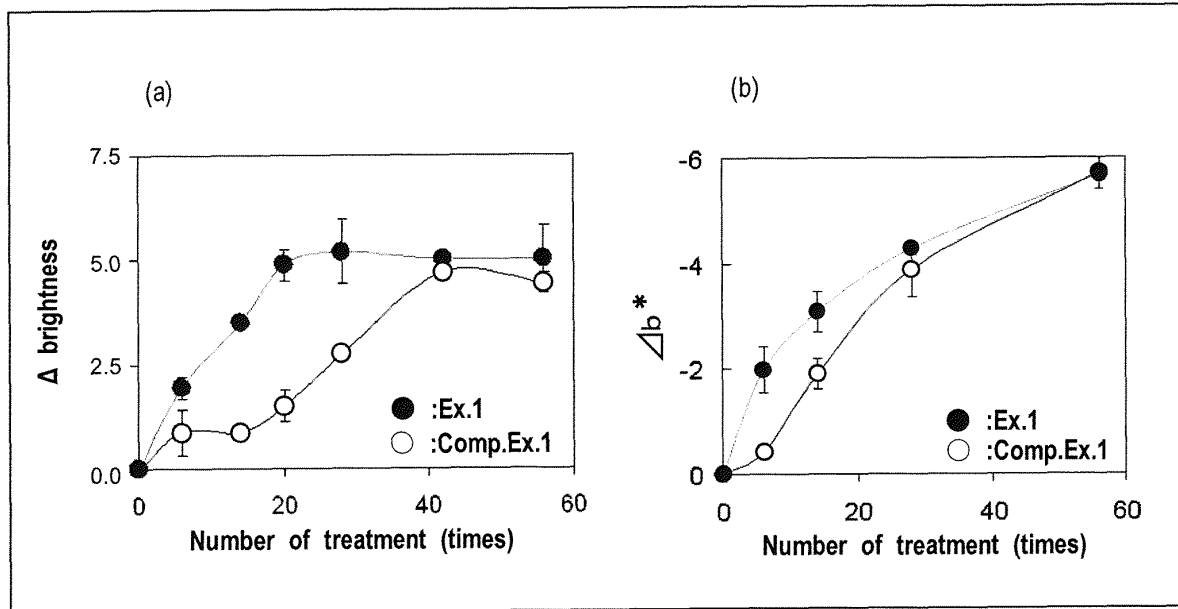 (a)
7.5
5.0
2.5
0.0
Δ brightness
:Ex.1
:Comp.Ex.1
0 20 40 60
Number of treatment (times)
(b)
-6
-4
-2
0
Δb*
:Ex.1
:Comp.Ex.1
0 20 40 60
Number of treatment (times)